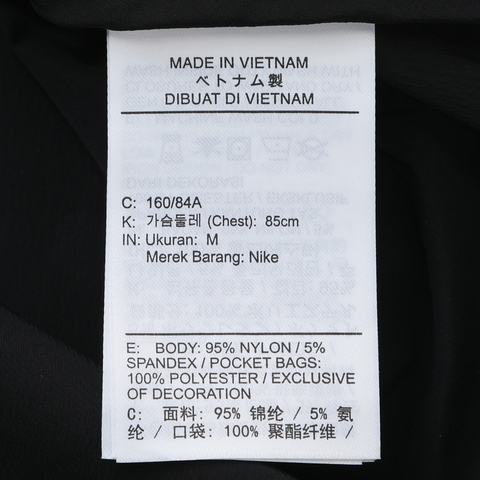 MADE IN VIETNAM
ベトナム製
DIBUAT DI VIETNAM
C: 160/84A
K: 가슴둘레 (Chest): 85cm
IN: Ukuran: M
Merek Barang: Nike
E: BODY: 95% NYLON / 5%
SPANDEX / POCKET BAGS:
100% POLYESTER / EXCLUSIVE
OF DECORATION
C: 面料: 95% 锦纶 / 5% 氨
纶 / 口袋: 100% 聚酯纤维 /